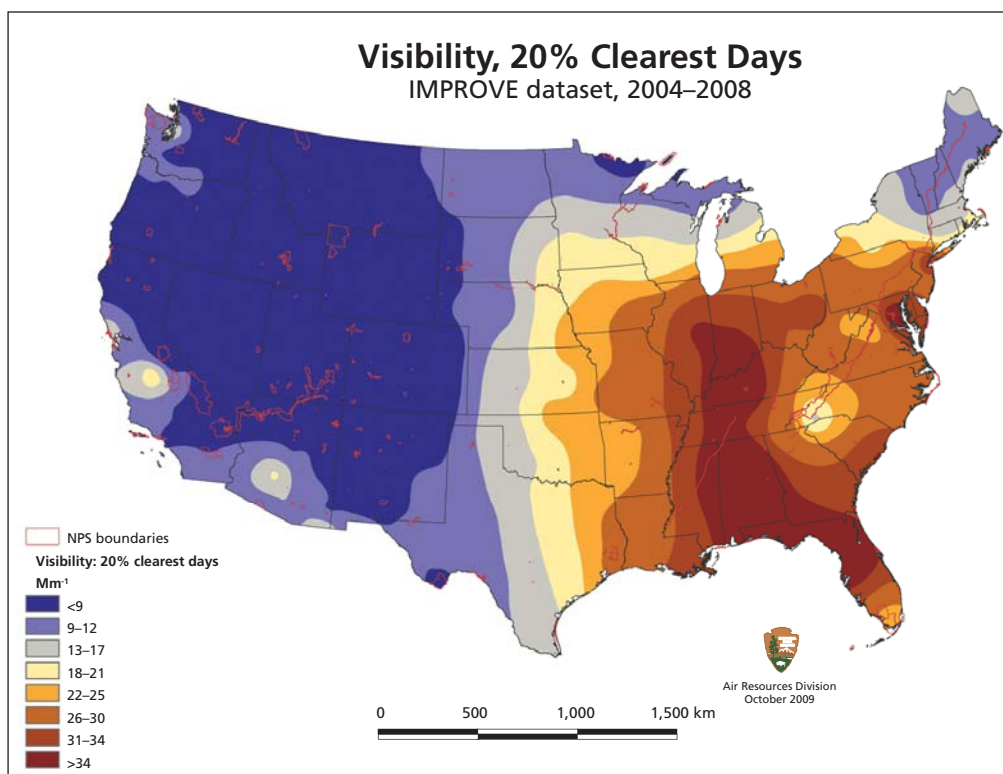 Visibility, 20% Clearest Days
IMPROVE dataset, 2004–2008
NPS boundaries
Visibility: 20% clearest days
Mm⁻¹
<9
9–12
13–17
18–21
22–25
26–30
31–34
>34
Air Resources Division
October 2009
0 500 1,000 1,500 km